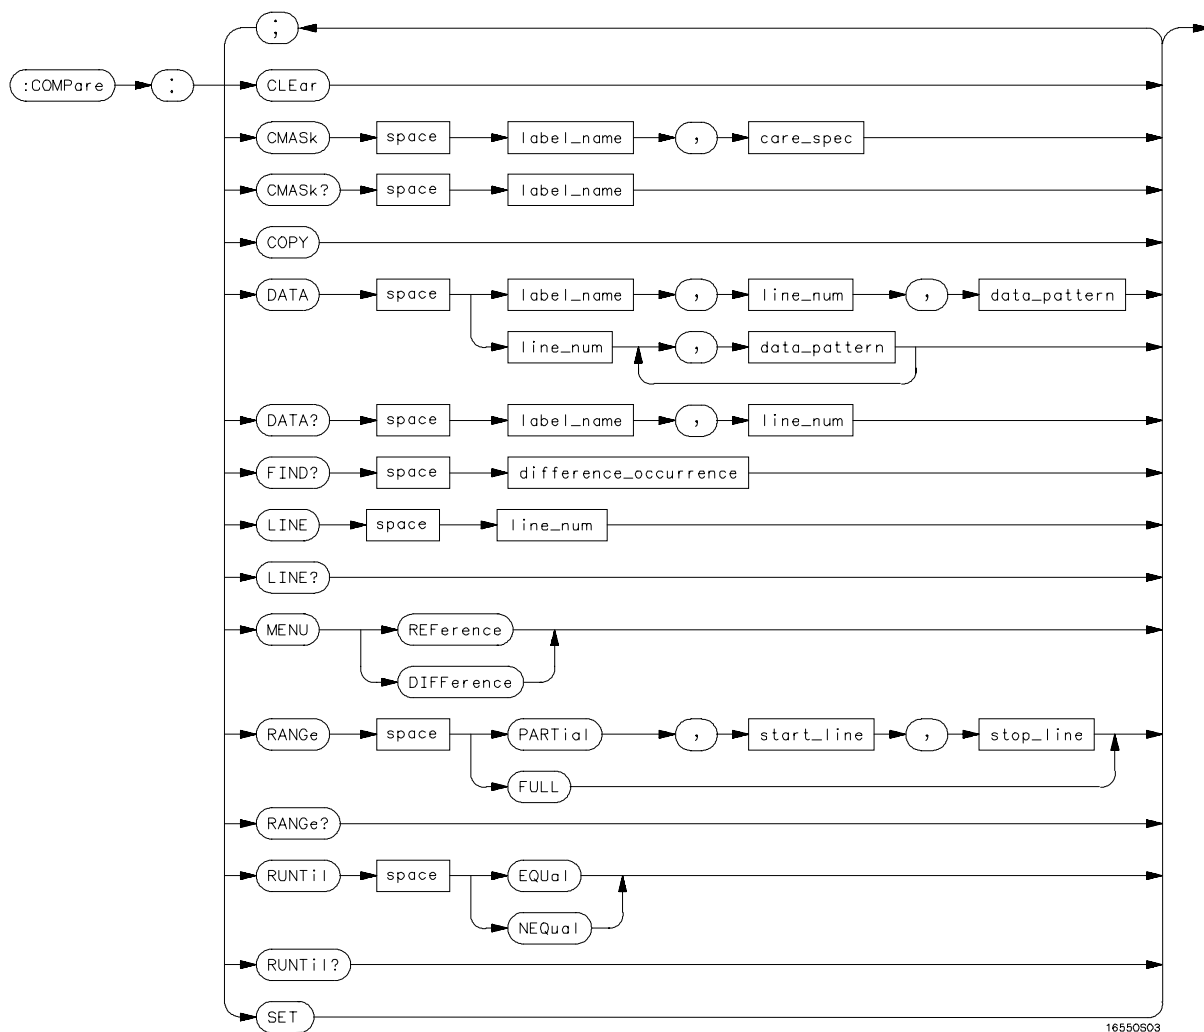 ;
:COMPare : CLEar
CMASk space label_name , care_spec
CMASk? space label_name
COPY
DATA space label_name , line_num , data_pattern
line_num , data_pattern
DATA? space label_name , line_num
FIND? space difference_occurrence
LINE space line_num
LINE?
MENU REFerence
DIFFerence
RANGe space PARTial , start_line , stop_line
FULL
RANGe?
RUNTil space EQUal
NEQual
RUNTil?
SET
16550S03